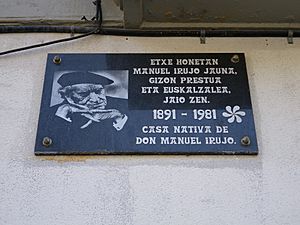 ETXE HONETAN
MANUEL IRUJO JAUNA,
GIZON PRESTUA
ETA EUSKALZALEA,
JAIO ZEN.
1891 - 1981
CASA NATIVA DE
DON MANUEL IRUJO.